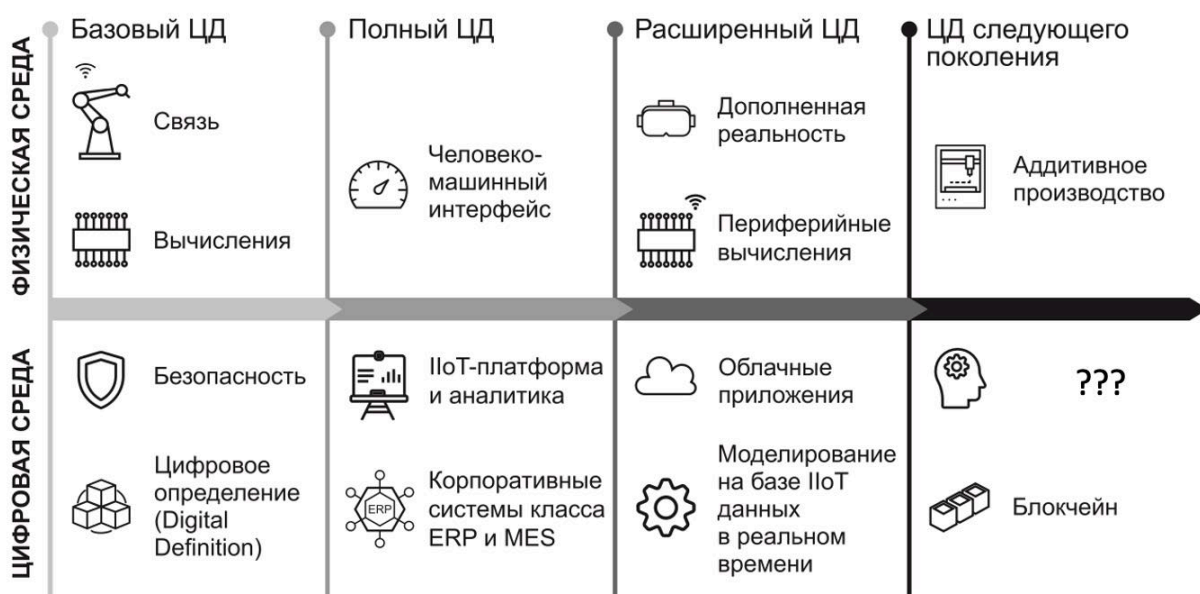 Базовый ЦД
Полный ЦД
Расширенный ЦД
ЦД следующего
поколения
ФИЗИЧЕСКАЯ СРЕДА
Связь
Вычисления
Человеко-
машинный
интерфейс
Дополненная
реальность
Периферийные
вычисления
Аддитивное
производство
ЦИФРОВАЯ СРЕДА
Безопасность
Цифровое
определение
(Digital
Definition)
IIoT-платформа
и аналитика
ERP
Корпоративные
системы класса
ERP и MES
Облачные
приложения
Моделирование
на базе IIoT
данных
в реальном
времени
???
Блокчейн